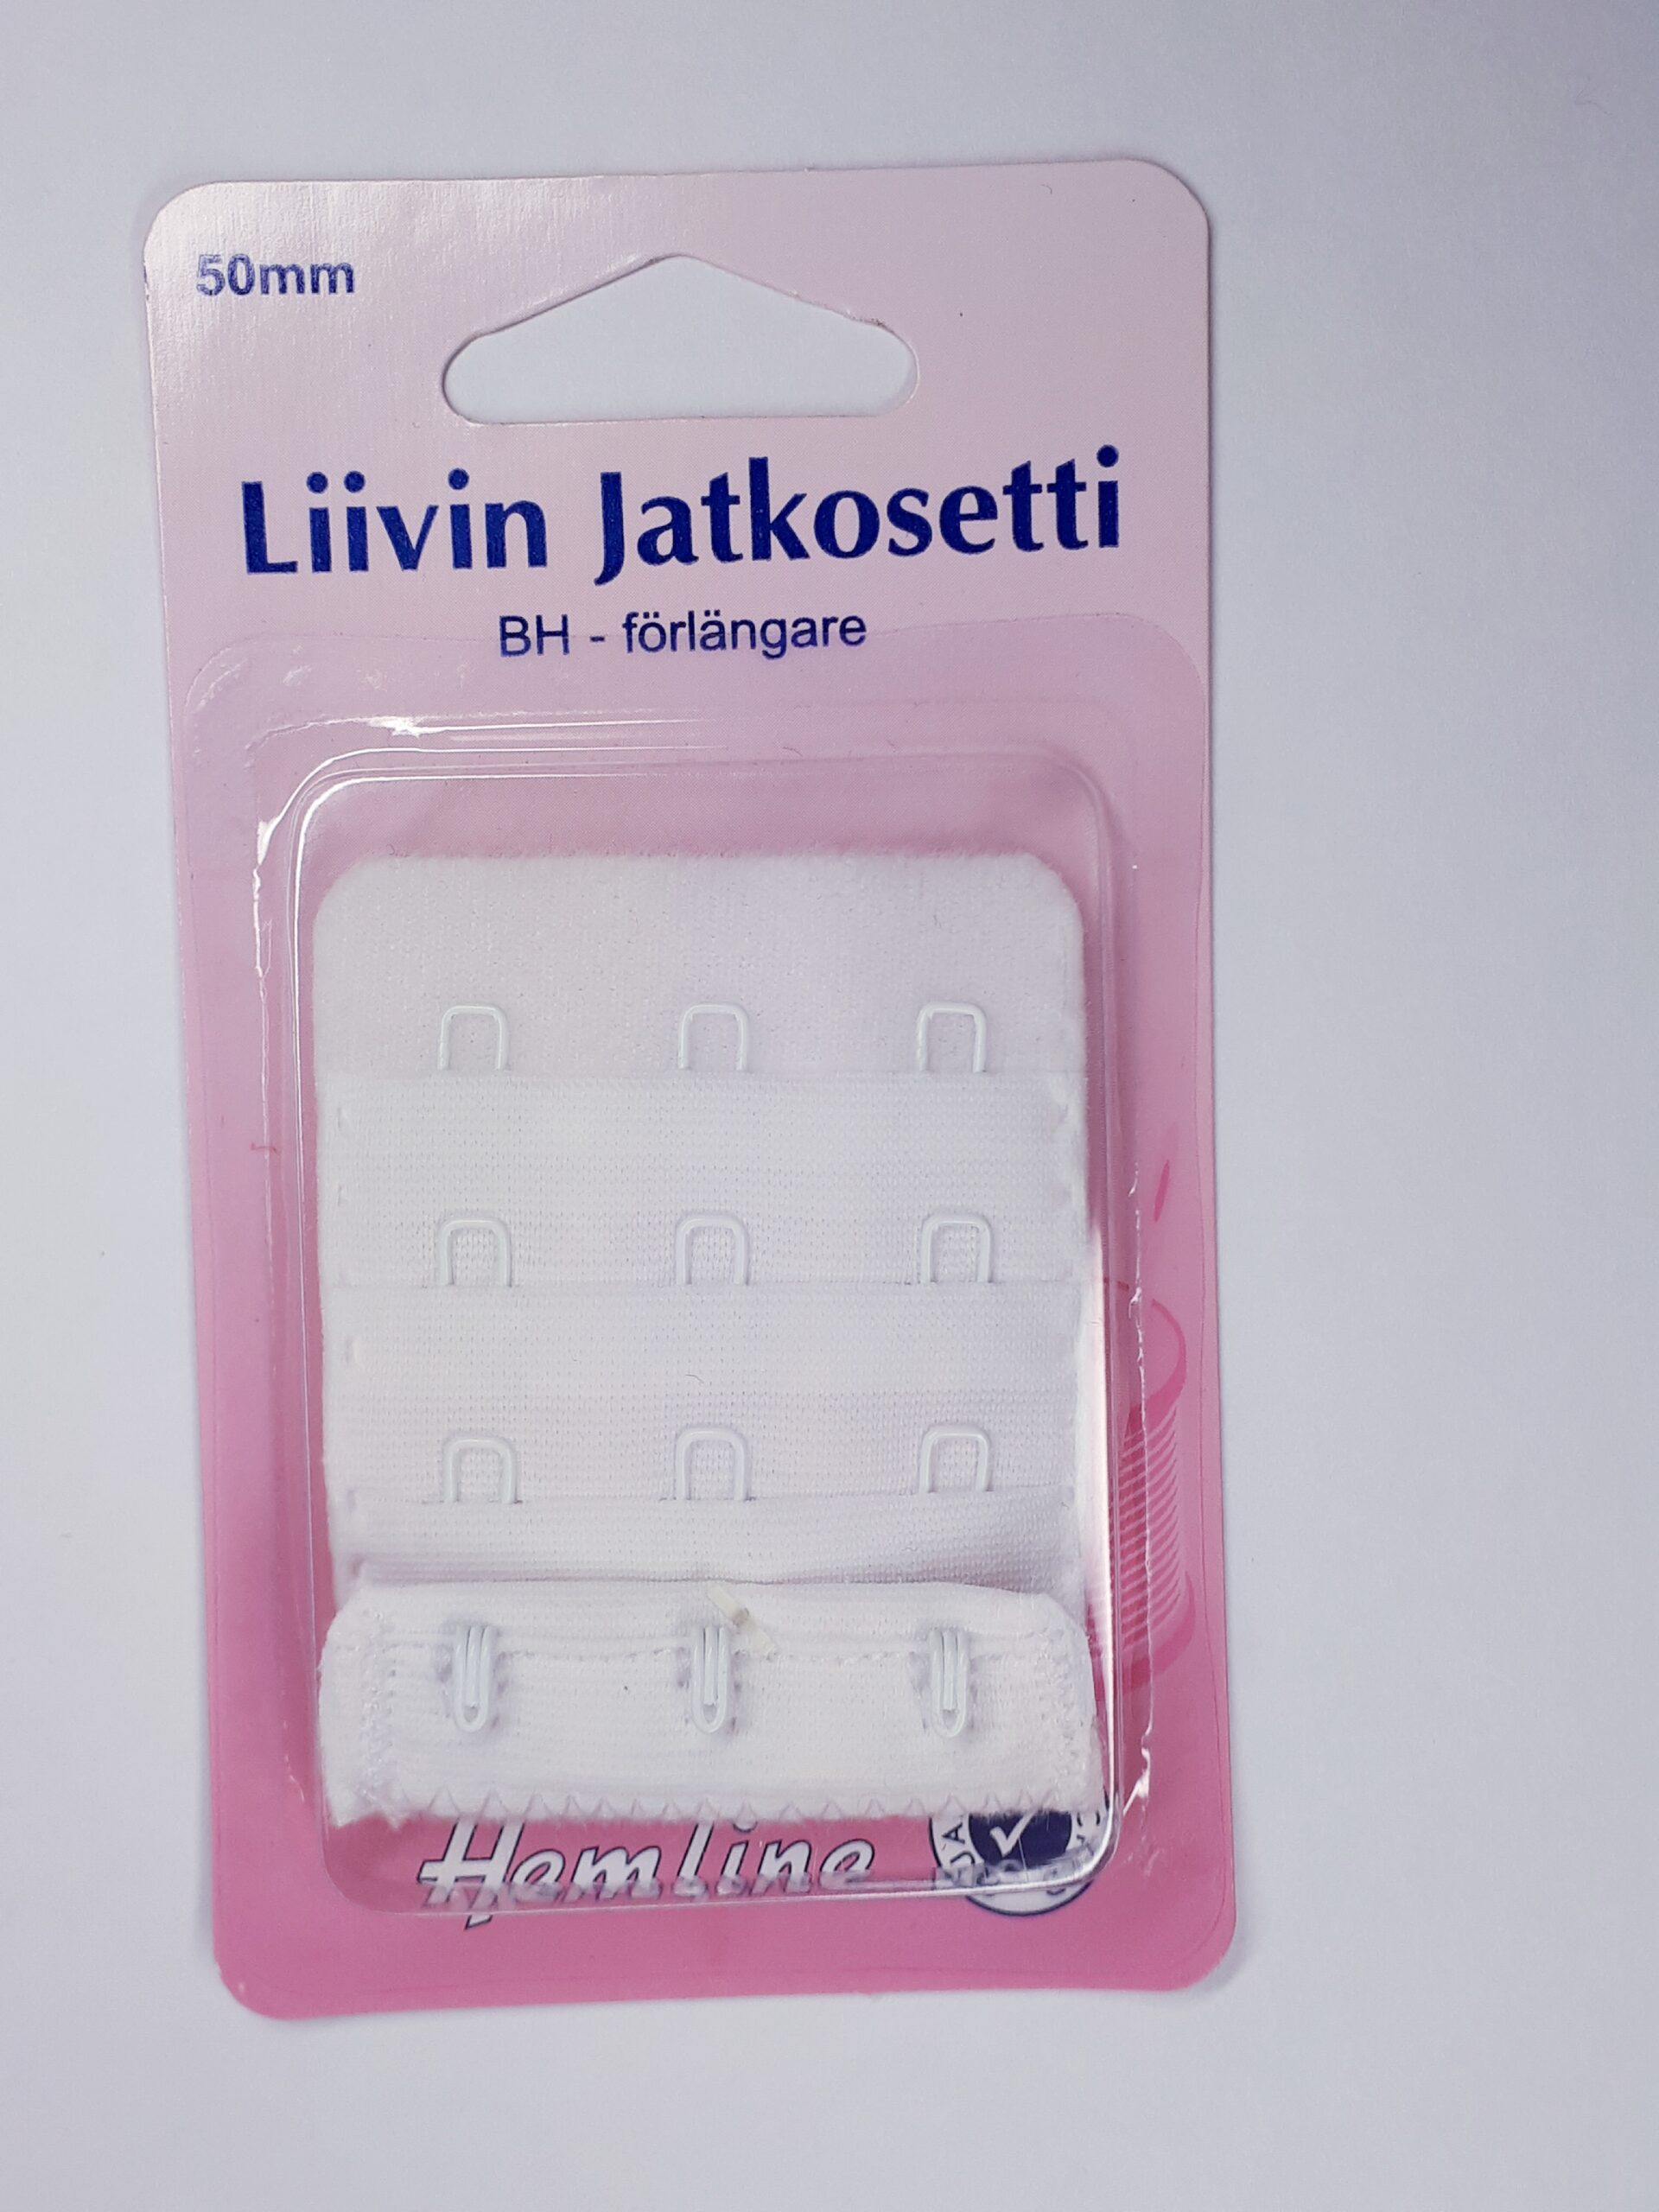 50mm
Liivin Jatkosetti
BH - förlängare
Hemline